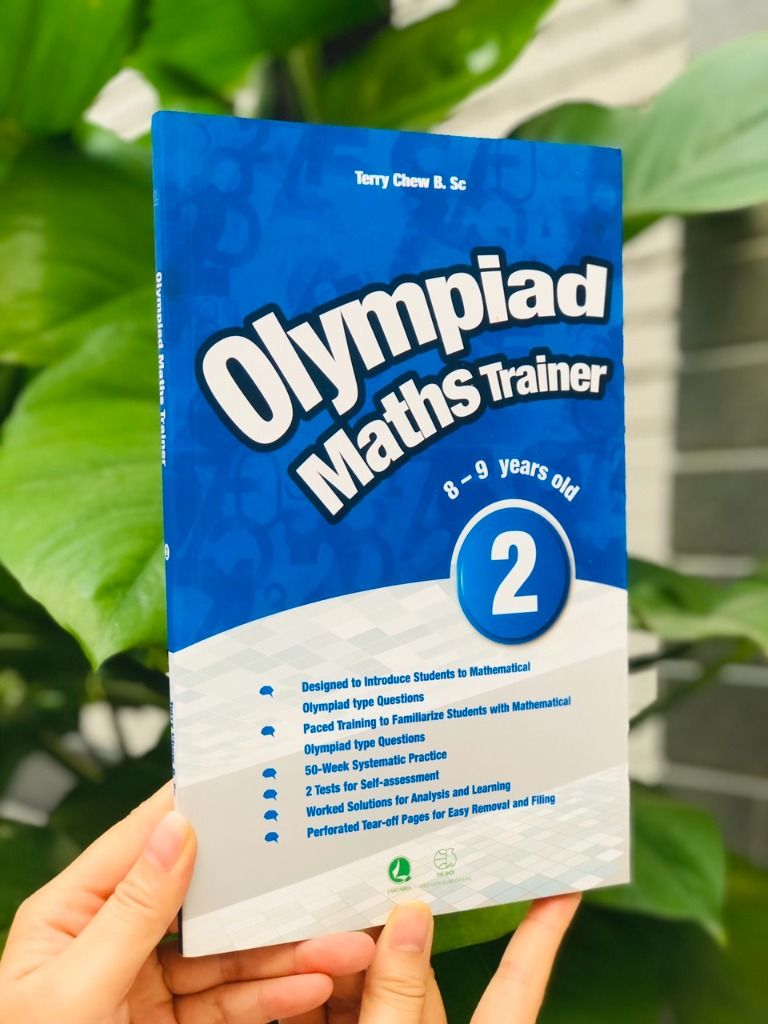 Terry Chew B. Sc
Olympiad
Maths Trainer
8 – 9 years old
2
Designed to Introduce Students to Mathematical
Olympiad type Questions
Paced Training to Familiarize Students with Mathematical
Olympiad type Questions
50-Week Systematic Practice
2 Tests for Self-assessment
Worked Solutions for Analysis and Learning
Perforated Tear-off Pages for Easy Removal and Filing
Olympiad Maths Trainer